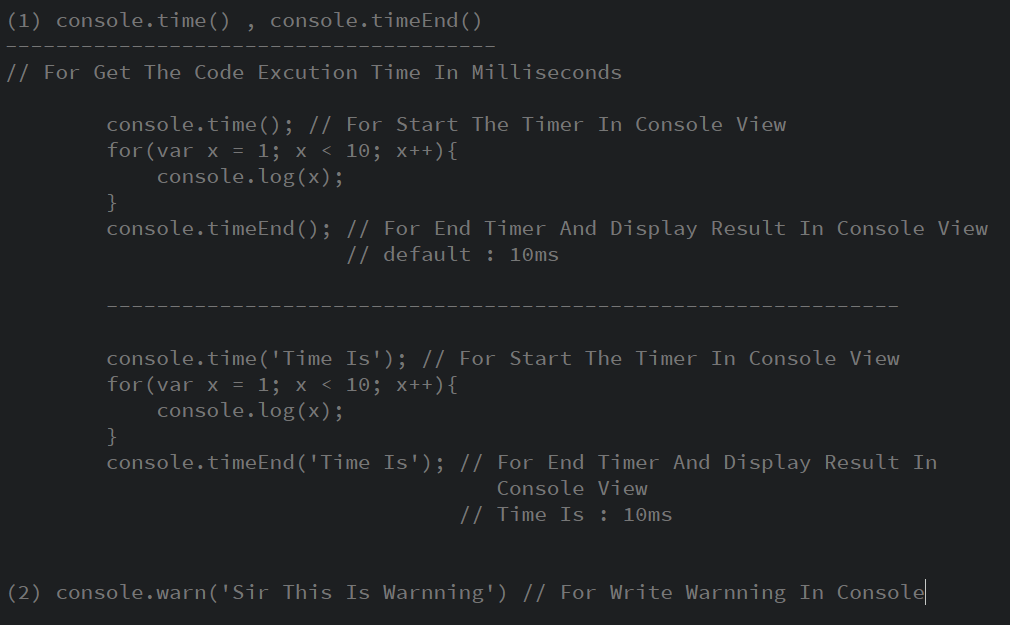 (1) console.time() , console.timeEnd()
---------------------------------------
// For Get The Code Excution Time In Milliseconds
console.time(); // For Start The Timer In Console View
for(var x = 1; x < 10; x++){
console.log(x);
}
console.timeEnd(); // For End Timer And Display Result In Console View
// default : 10ms
---------------------------------------------------------------
console.time('Time Is'); // For Start The Timer In Console View
for(var x = 1; x < 10; x++){
console.log(x);
}
console.timeEnd('Time Is'); // For End Timer And Display Result In
Console View
// Time Is : 10ms
(2) console.warn('Sir This Is Warnning') // For Write Warnning In Console